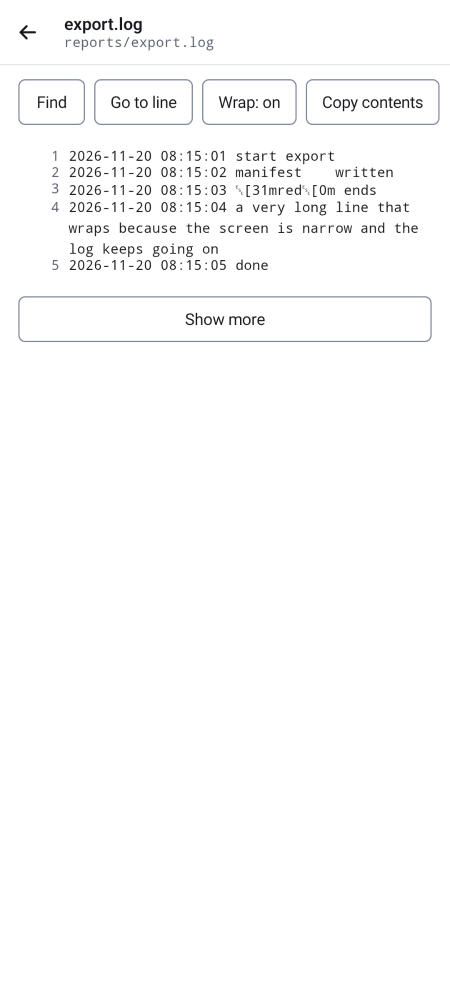 export.log
reports/export.log
Find
Go to line
Wrap: on
Copy contents
1 2026-11-20 08:15:01 start export
2 2026-11-20 08:15:02 manifest    written
3 2026-11-20 08:15:03 ␛[31mred␛[0m ends
4 2026-11-20 08:15:04 a very long line that
wraps because the screen is narrow and the
log keeps going on
5 2026-11-20 08:15:05 done
Show more